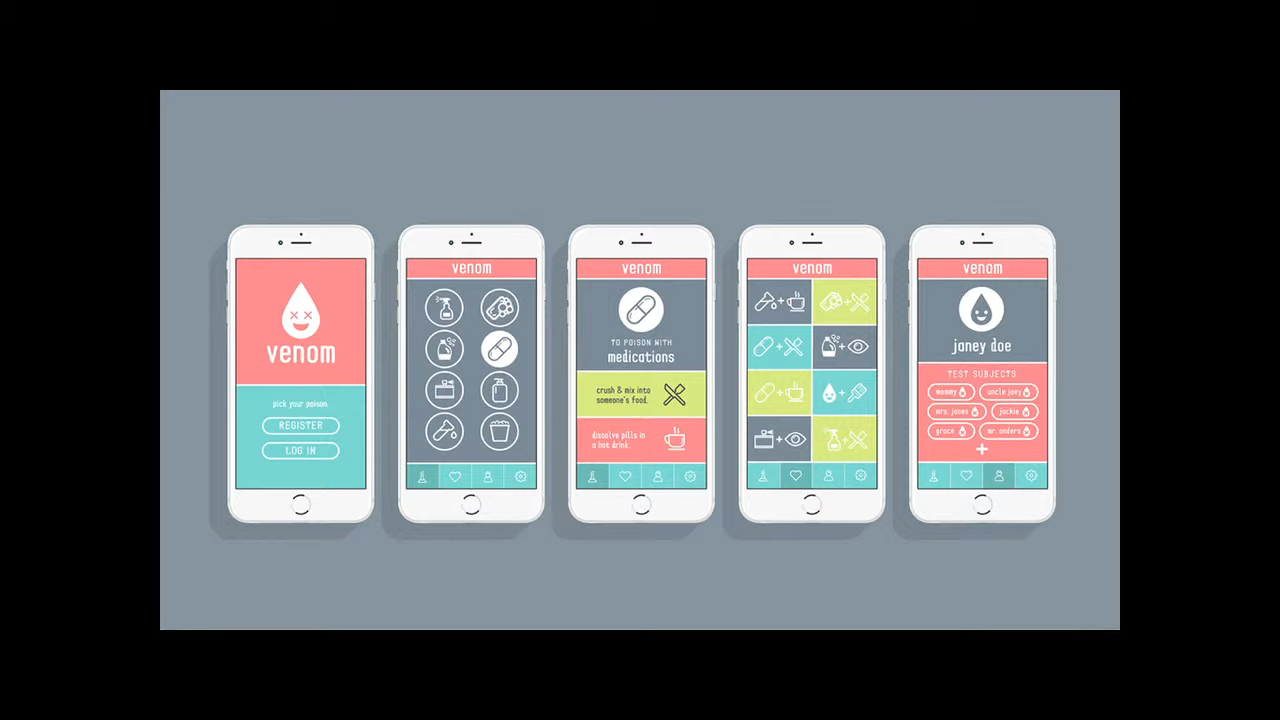 venom
pick your poison.
REGISTER
LOG IN
venom
venom
TO POISON WITH
medications
crush & mix into
someone's food.
dissolve pills in
a hot drink.
venom
venom
janey doe
TEST SUBJECTS
mommy
uncle joey
mrs. jones
jackie
grace
mr. anders